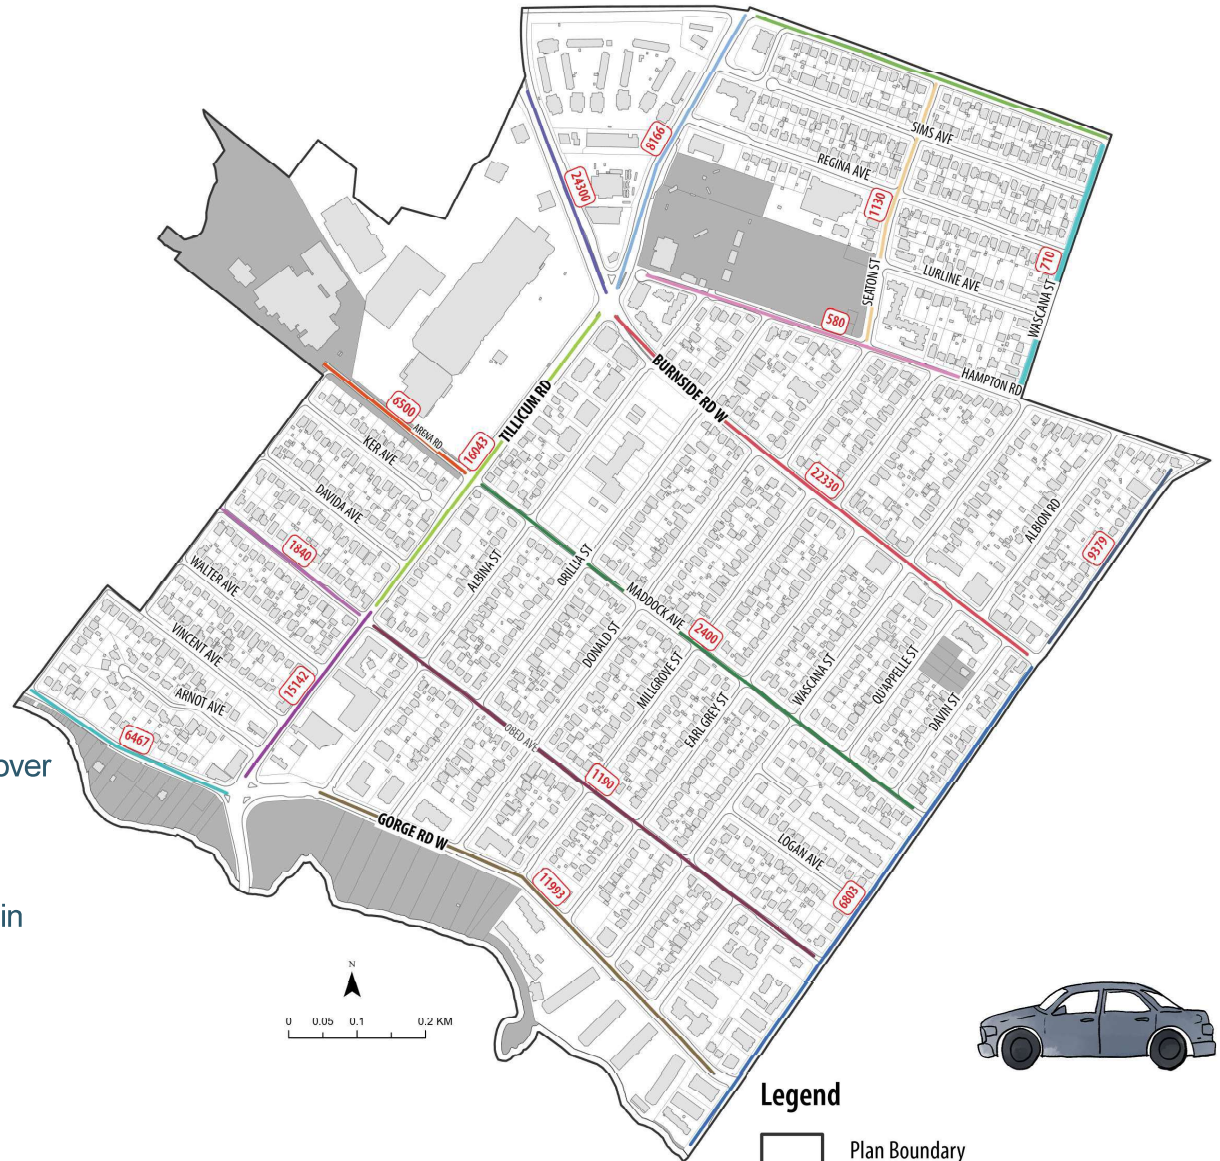 8166
24300
SIMS AVE
REGINA AVE
1130
LURLINE AVE
710
SEATON ST
WASCANA ST
580
HAMPTON RD
BURNSIDE RD W
TILLICUM RD
6500
ARENA RD
16043
KER AVE
DAVIDA AVE
22330
ALBION RD
9379
1840
WALTER AVE
ALBINA ST
ORILLIA ST
MADDOCK AVE
2400
DONALD ST
MILLGROVE ST
WASCANA ST
QU'APPELLE ST
DAVIN ST
EARL GREY ST
VINCENT AVE
ARNOT AVE
15142
6467
OBED AVE
1190
over
GORGE RD W
LOGAN AVE
11993
6803
in
N
0 0.05 0.1 0.2 KM
Legend
Plan Boundary